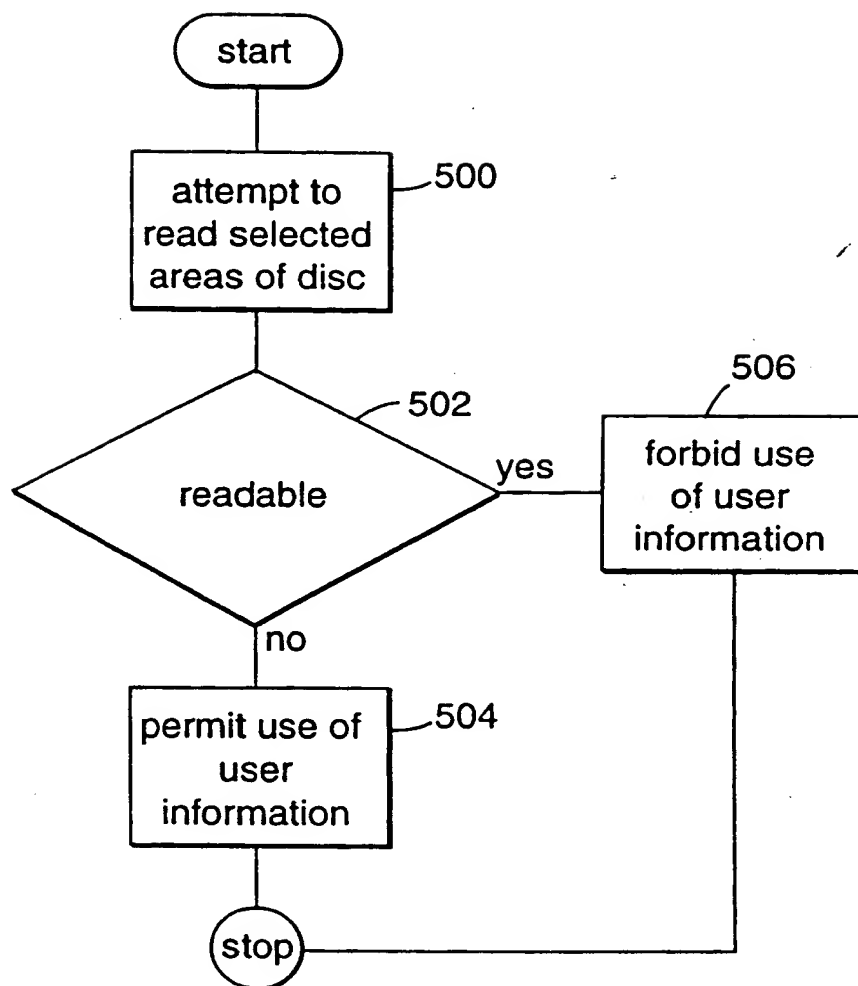 start
attempt to
read selected
areas of disc
500
readable
502
yes
forbid use
of user
information
506
no
permit use of
user
information
504
stop